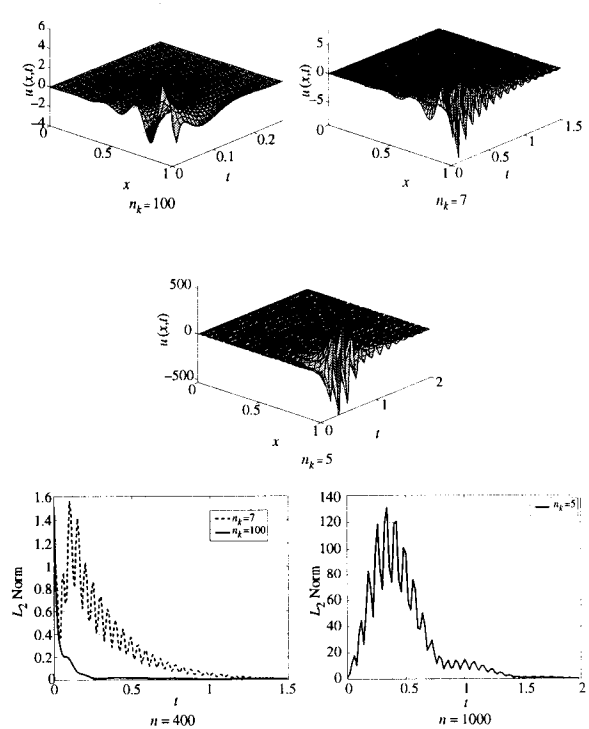 6
4
2
0
−2
−4
u(x,t)
0
0.5
1
x
0
0.1
0.2
t
n_k = 100
5
0
−5
u(x,t)
0
0.5
1
x
0
0.5
1
1.5
t
n_k = 7
500
0
−500
u(x,t)
0
0.5
1
x
0
1
2
t
n_k = 5
1.6
1.4
1.2
1
0.8
0.6
0.4
0.2
0
L_2 Norm
n_k=7
n_k=100
0
0.5
1
1.5
t
n = 400
140
120
100
80
60
40
20
0
L_2 Norm
n_k=5
0
0.5
1
1.5
2
t
n = 1000